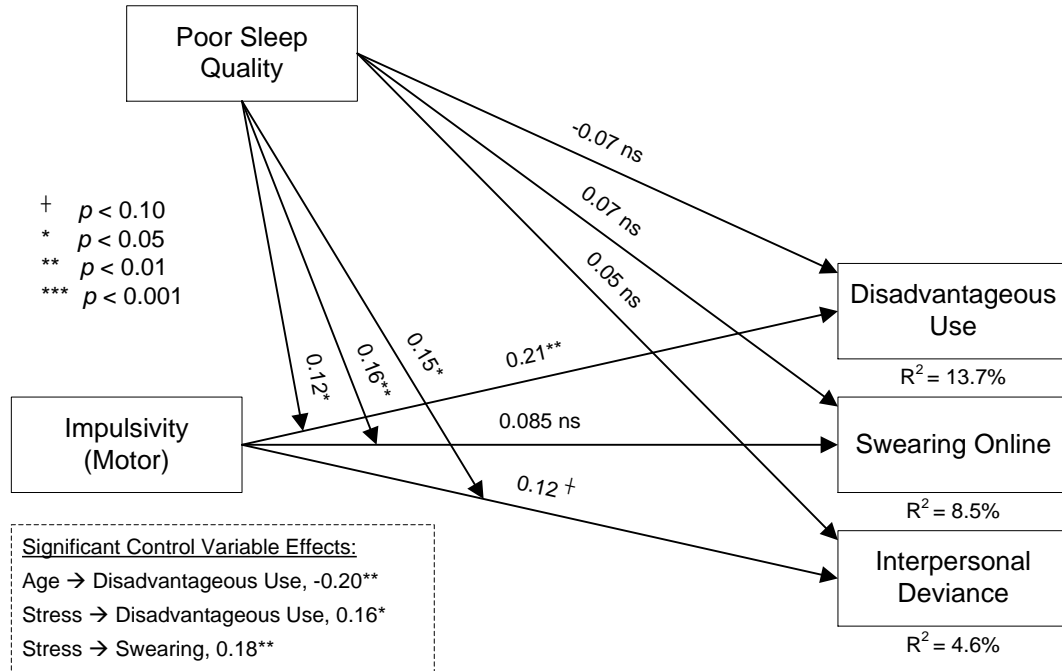 Poor Sleep
Quality
-0.07 ns
0.07 ns
0.05 ns
ƚ p < 0.10
* p < 0.05
** p < 0.01
*** p < 0.001
Disadvantageous
Use
R² = 13.7%
0.12*
0.16**
0.15*
0.21**
Impulsivity
(Motor)
0.085 ns
Swearing Online
R² = 8.5%
0.12 ƚ
Interpersonal
Deviance
R² = 4.6%
Significant Control Variable Effects:
Age → Disadvantageous Use, -0.20**
Stress → Disadvantageous Use, 0.16*
Stress → Swearing, 0.18**